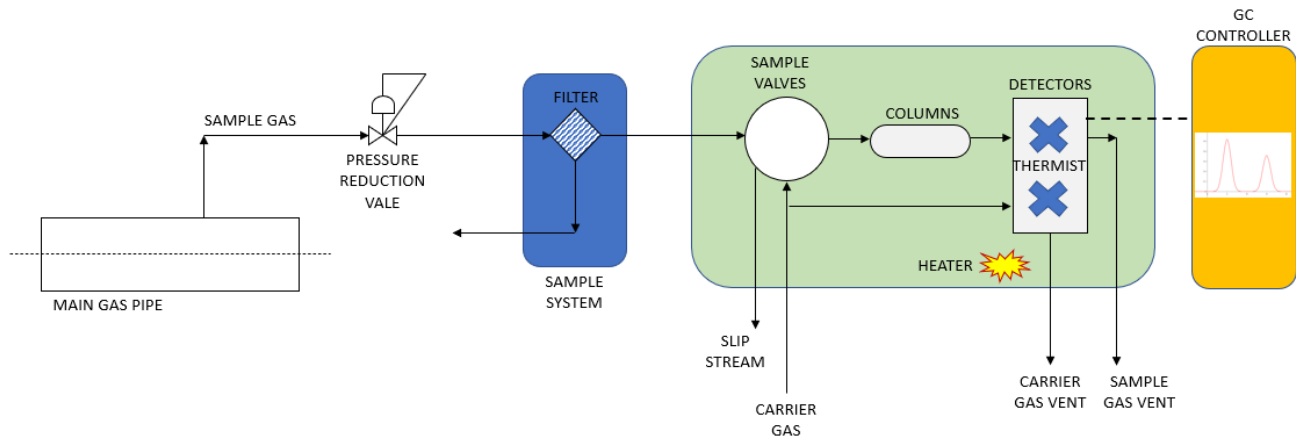 GC
CONTROLLER
SAMPLE
VALVES
DETECTORS
FILTER
COLUMNS
SAMPLE GAS
PRESSURE
REDUCTION
VALE
THERMIST
HEATER
SAMPLE
SYSTEM
MAIN GAS PIPE
SLIP
STREAM
CARRIER
GAS
CARRIER
GAS VENT
SAMPLE
GAS VENT